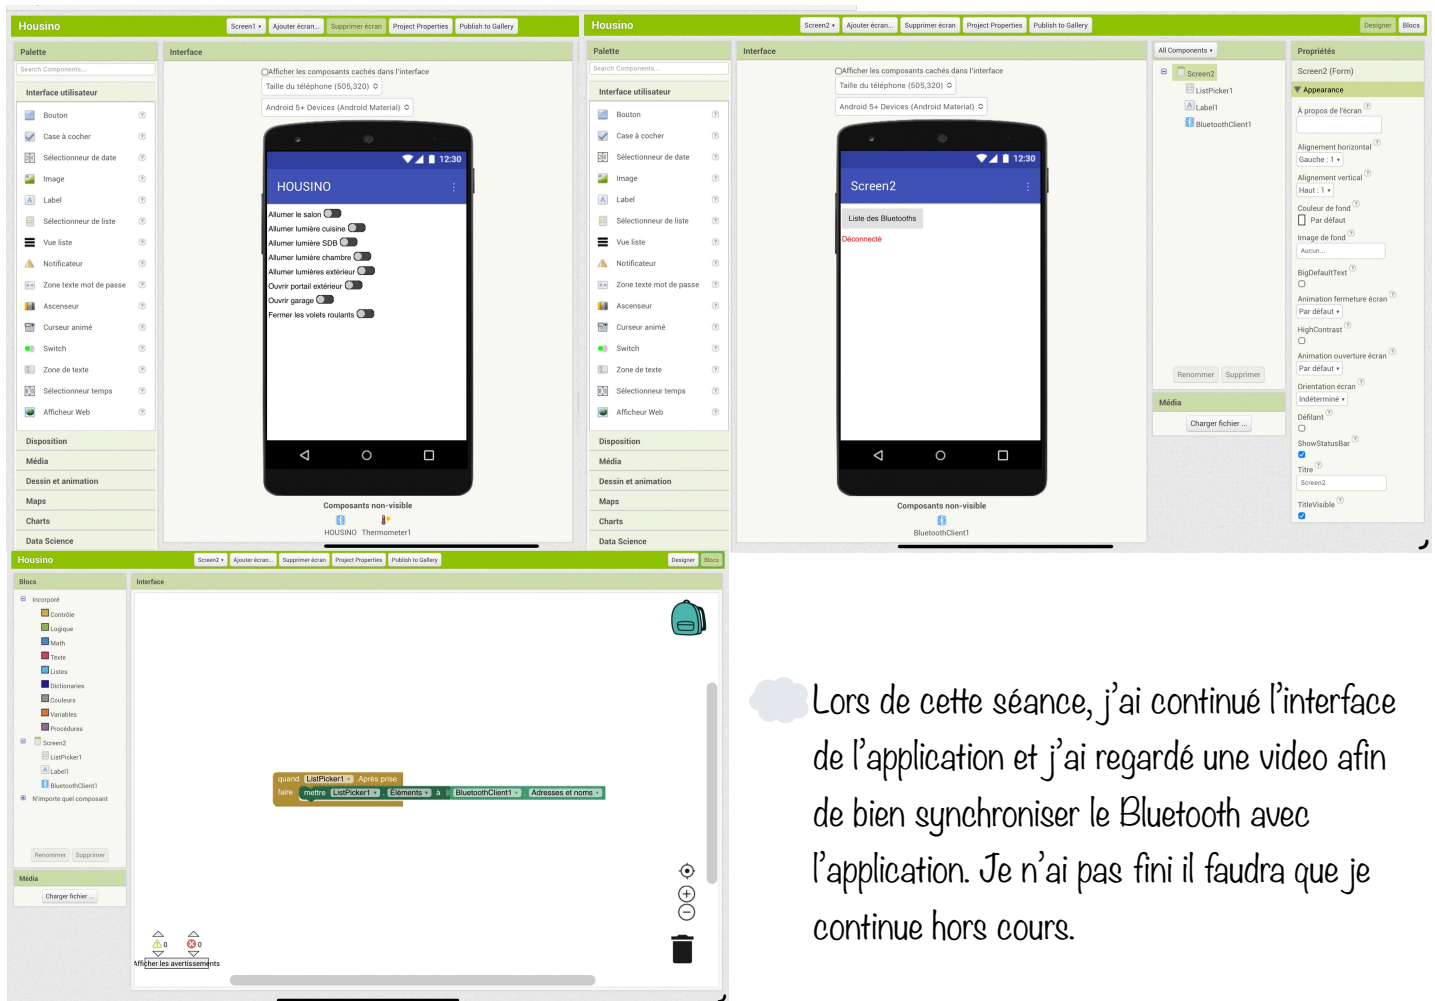 Housino
Screen1 Ajouter écran... Supprimer écran Project Properties Publish to Gallery
Palette
Interface
Search Components...
Afficher les composants cachés dans l'interface
Taille du téléphone (505,320)
Android 5+ Devices (Android Material)
Interface utilisateur
Bouton
Case à cocher
Sélectionneur de date
Image
Label
Sélectionneur de liste
Vue liste
Notificateur
Zone texte mot de passe
Ascenseur
Curseur animé
Switch
Zone de texte
Sélectionneur temps
Afficheur Web
Disposition
Média
Dessin et animation
Maps
Charts
Data Science
12:30
HOUSINO
Allumer le salon
Allumer lumière cuisine
Allumer lumière SDB
Allumer lumière chambre
Allumer lumières extérieur
Ouvrir portail extérieur
Ouvrir garage
Fermer les volets roulants
Composants non-visible
HOUSINO Thermometer1
Housino
Screen2 Ajouter écran... Supprimer écran Project Properties Publish to Gallery
Designer Blocs
Palette
Interface
Search Components...
Afficher les composants cachés dans l'interface
Taille du téléphone (505,320)
Android 5+ Devices (Android Material)
Interface utilisateur
Bouton
Case à cocher
Sélectionneur de date
Image
Label
Sélectionneur de liste
Vue liste
Notificateur
Zone texte mot de passe
Ascenseur
Curseur animé
Switch
Zone de texte
Sélectionneur temps
Afficheur Web
Disposition
Média
Dessin et animation
Maps
Charts
Data Science
12:30
Screen2
Liste des Bluetooths
Déconnecté
Composants non-visible
BluetoothClient1
All Components
Screen2
ListPicker1
Label1
BluetoothClient1
Renommer Supprimer
Média
Charger fichier ...
Propriétés
Screen2 (Form)
Appearance
À propos de l'écran
Alignement horizontal
Gauche : 1
Alignement vertical
Haut : 1
Couleur de fond
Par défaut
Image de fond
Aucun...
BigDefaultText
Animation fermeture écran
Par défaut
HighContrast
Animation ouverture écran
Par défaut
Orientation écran
Indéterminé
Défilant
ShowStatusBar
Titre
Screen2
TitleVisible
Housino
Screen2 Ajouter écran... Supprimer écran Project Properties Publish to Gallery
Designer Blocs
Blocs
Interface
Incorporé
Contrôle
Logique
Math
Texte
Listes
Dictionaries
Couleurs
Variables
Procédures
Screen2
ListPicker1
Label1
BluetoothClient1
N'importe quel composant
Renommer Supprimer
Média
Charger fichier ...
quand ListPicker1 .Après prise
faire mettre ListPicker1 . Éléments à BluetoothClient1 . Adresses et noms
0 0
Afficher les avertissements
Lors de cette séance, j'ai continué l'interface
de l'application et j'ai regardé une video afin
de bien synchroniser le Bluetooth avec
l'application. Je n'ai pas fini il faudra que je
continue hors cours.